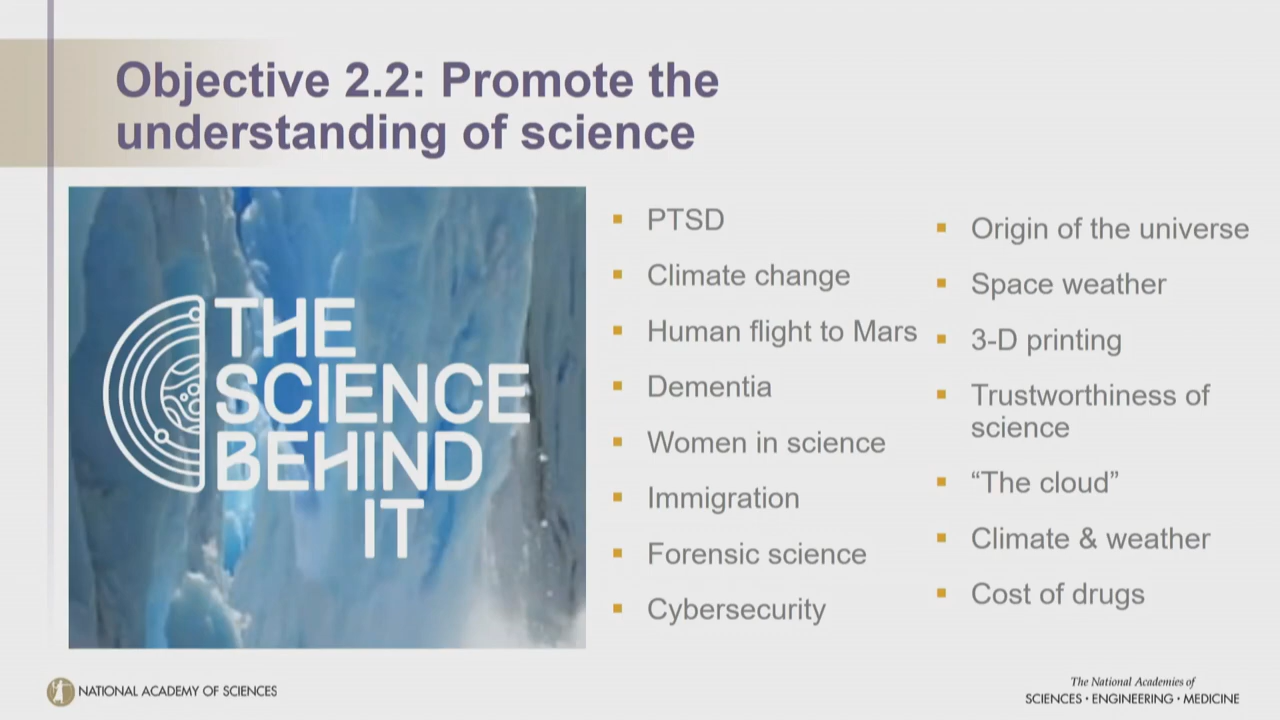 Objective 2.2: Promote the
understanding of science
THE
SCIENCE
BEHIND
IT
PTSD
Climate change
Human flight to Mars
Dementia
Women in science
Immigration
Forensic science
Cybersecurity
Origin of the universe
Space weather
3-D printing
Trustworthiness of
science
“The cloud”
Climate & weather
Cost of drugs
NATIONAL ACADEMY OF SCIENCES
The National Academies of
SCIENCES • ENGINEERING • MEDICINE